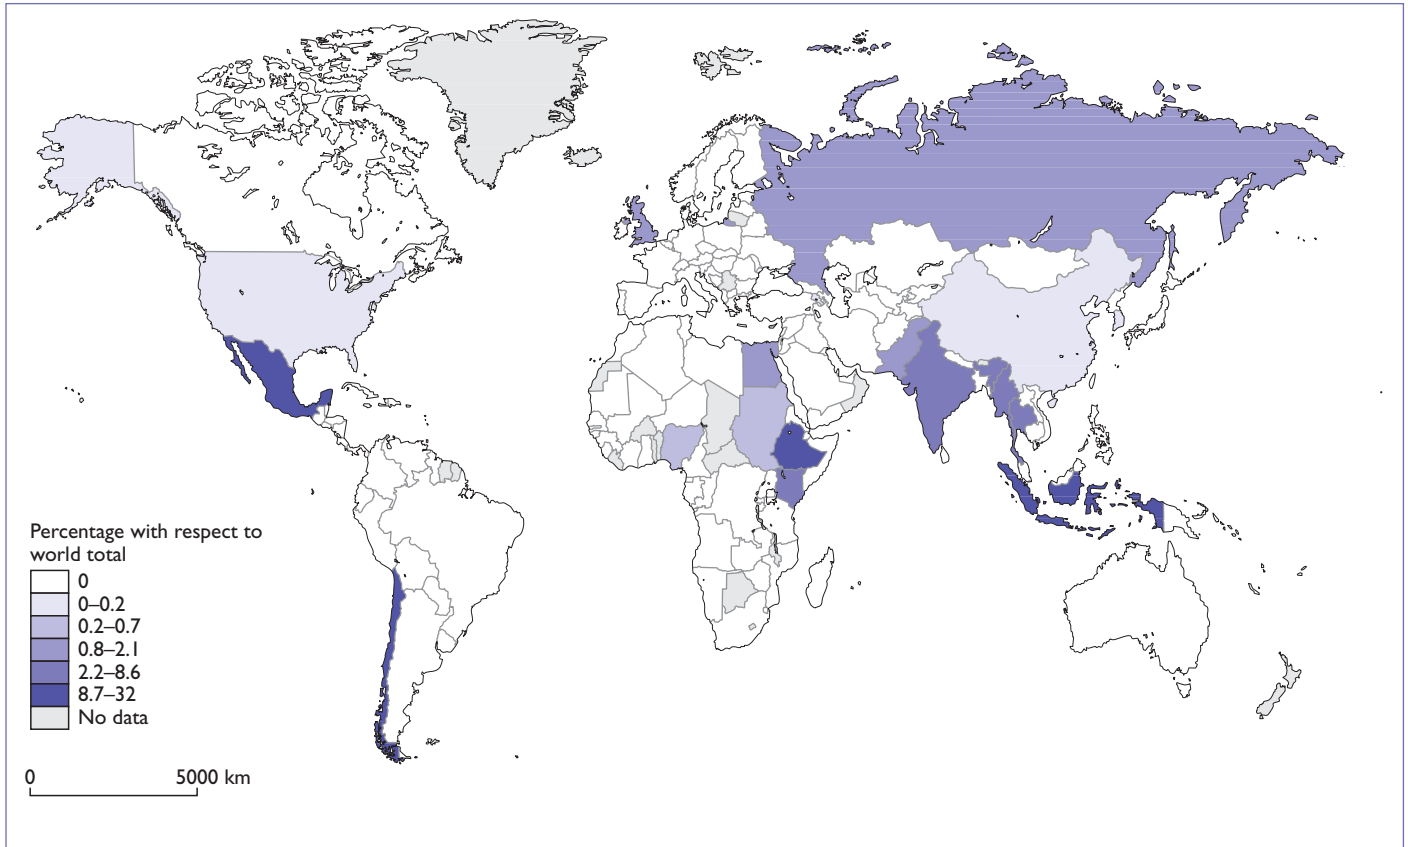 Percentage with respect to
world total
0
0–0.2
0.2–0.7
0.8–2.1
2.2–8.6
8.7–32
No data
0 5000 km